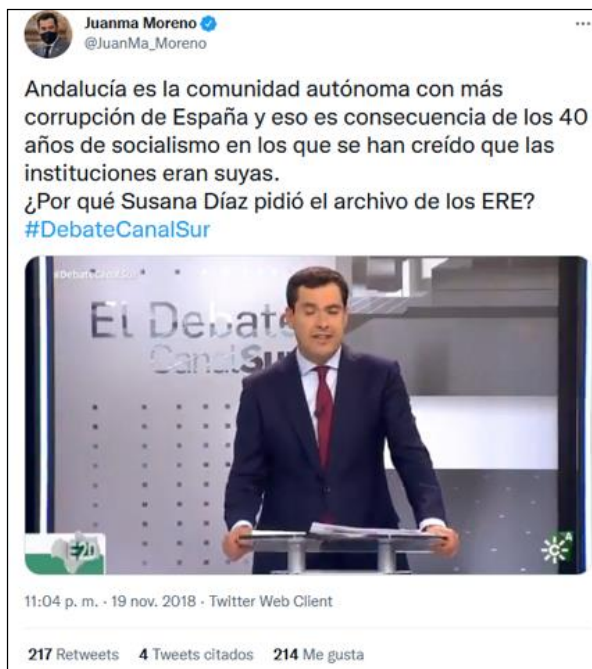 Juanma Moreno
@JuanMa_Moreno
Andalucía es la comunidad autónoma con más
corrupción de España y eso es consecuencia de los 40
años de socialismo en los que se han creído que las
instituciones eran suyas.
¿Por qué Susana Díaz pidió el archivo de los ERE?
#DebateCanalSur
#DebateCanalSur
El Debate
CanalSur
E2D
11:04 p. m. · 19 nov. 2018 · Twitter Web Client
217 Retweets 4 Tweets citados 214 Me gusta